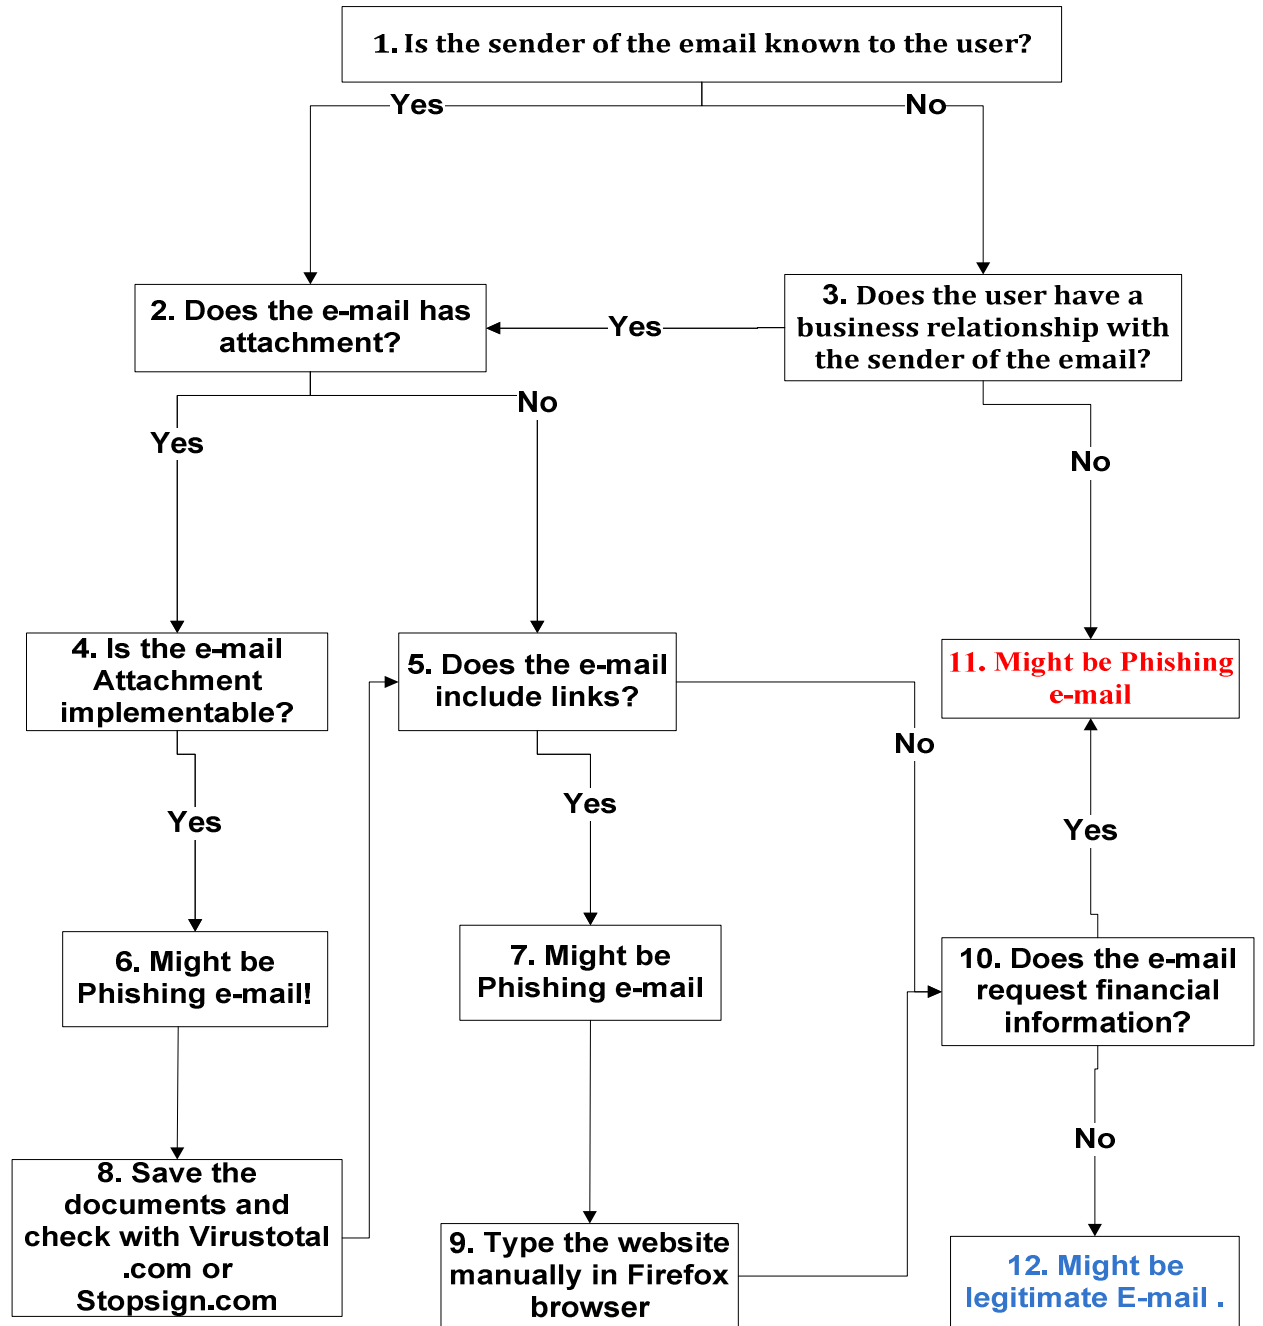 1. Is the sender of the email known to the user?
Yes
No
2. Does the e-mail has
attachment?
Yes
3. Does the user have a
business relationship with
the sender of the email?
Yes
No
No
4. Is the e-mail
Attachment
implementable?
5. Does the e-mail
include links?
11. Might be Phishing
e-mail
No
Yes
Yes
Yes
6. Might be
Phishing e-mail!
7. Might be
Phishing e-mail
10. Does the e-mail
request financial
information?
No
8. Save the
documents and
check with Virustotal
.com or
Stopsign.com
9. Type the website
manually in Firefox
browser
12. Might be
legitimate E-mail .